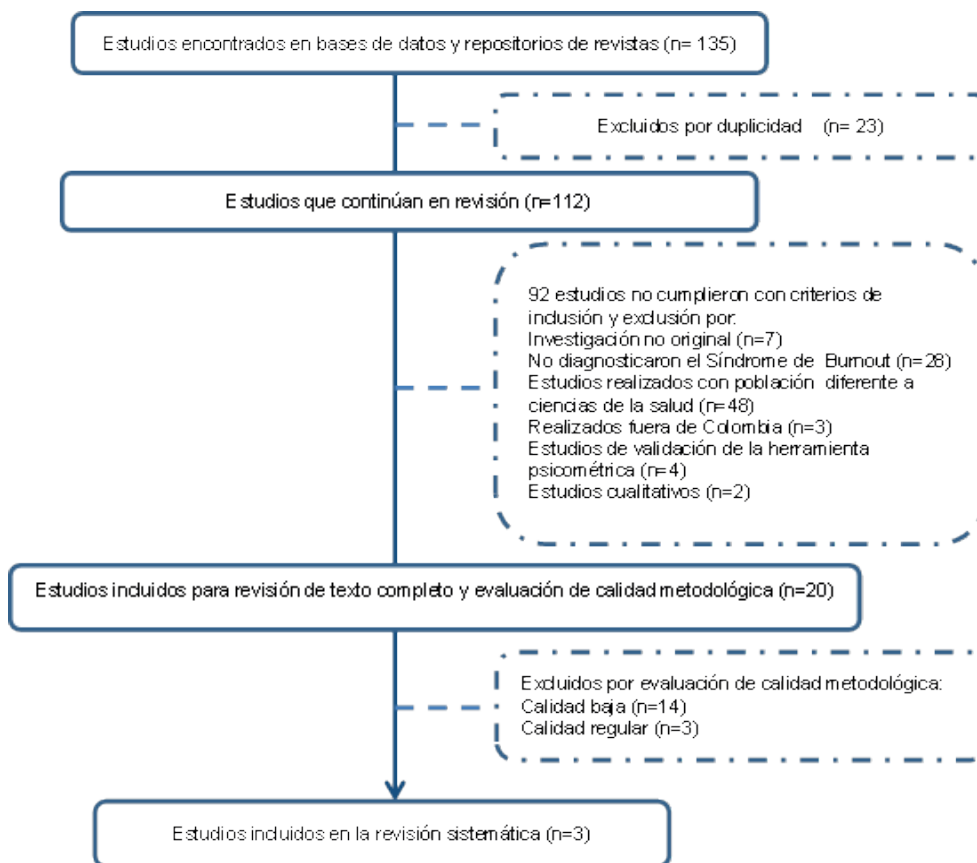 Estudios encontrados en bases de datos y repositorios de revistas (n= 135)
Excluidos por duplicidad (n= 23)
Estudios que continúan en revisión (n=112)
92 estudios no cumplieron con criterios de
inclusión y exclusión por:
Investigación no original (n=7)
No diagnosticaron el Síndrome de Burnout (n=28)
Estudios realizados con población diferente a
ciencias de la salud (n=48)
Realizados fuera de Colombia (n=3)
Estudios de validación de la herramienta
psicométrica (n=4)
Estudios cualitativos (n=2)
Estudios incluidos para revisión de texto completo y evaluación de calidad metodológica (n=20)
Excluidos por evaluación de calidad metodológica:
Calidad baja (n=14)
Calidad regular (n=3)
Estudios incluidos en la revisión sistemática (n=3)